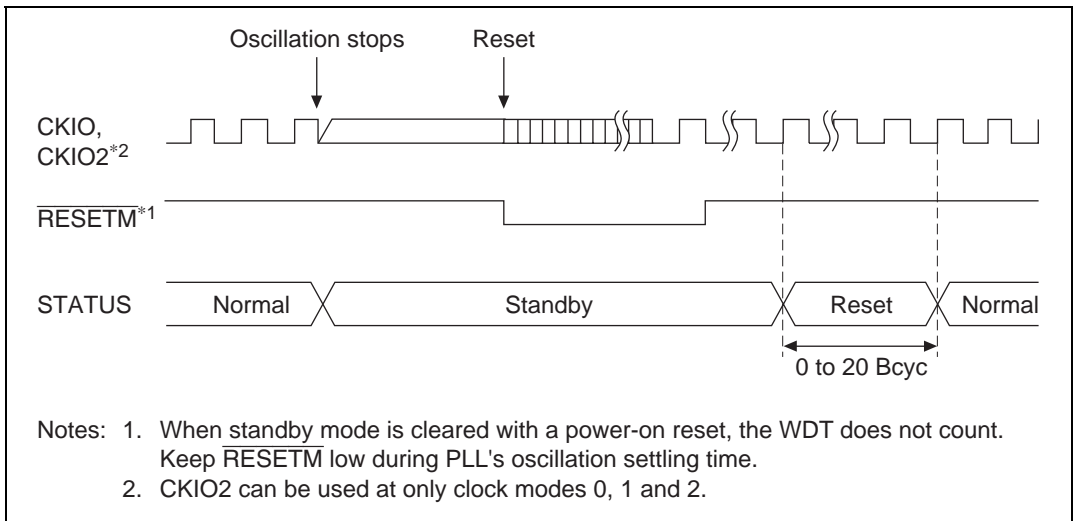 Oscillation stops Reset
CKIO,
CKIO2*2
RESETM*1
STATUS Normal Standby Reset Normal
0 to 20 Bcyc
Notes: 1. When standby mode is cleared with a power-on reset, the WDT does not count.
Keep RESETM low during PLL's oscillation settling time.
2. CKIO2 can be used at only clock modes 0, 1 and 2.